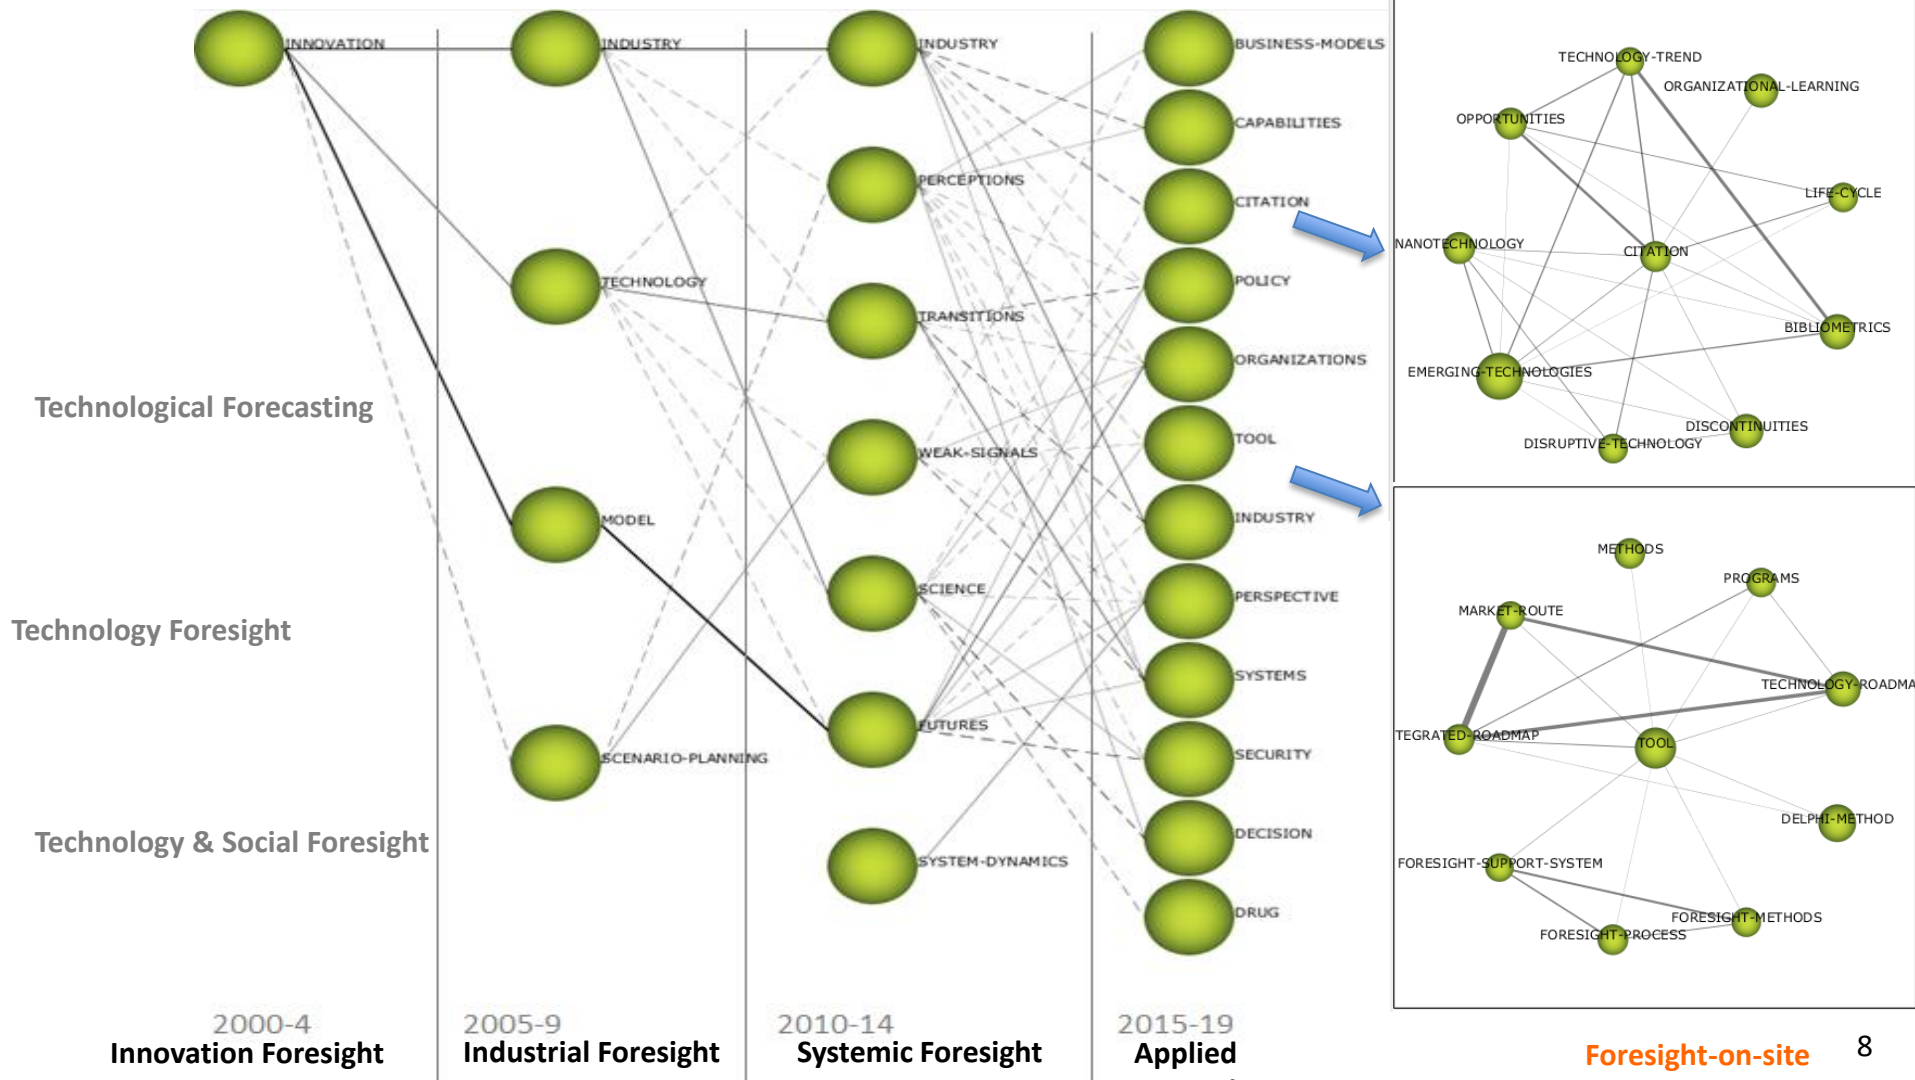 INNOVATION
INDUSTRY
INDUSTRY
BUSINESS-MODELS
CAPABILITIES
PERCEPTIONS
CITATION
TECHNOLOGY
TRANSITIONS
POLICY
ORGANIZATIONS
Technological Forecasting
WEAK-SIGNALS
TOOL
MODEL
INDUSTRY
SCIENCE
PERSPECTIVE
Technology Foresight
SYSTEMS
FUTURES
SCENARIO-PLANNING
SECURITY
Technology & Social Foresight
SYSTEM-DYNAMICS
DECISION
DRUG
2000-4
2005-9
2010-14
2015-19
Innovation Foresight
Industrial Foresight
Systemic Foresight
Applied
TECHNOLOGY-TREND
ORGANIZATIONAL-LEARNING
OPPORTUNITIES
LIFE-CYCLE
NANOTECHNOLOGY
CITATION
BIBLIOMETRICS
EMERGING-TECHNOLOGIES
DISCONTINUITIES
DISRUPTIVE-TECHNOLOGY
METHODS
PROGRAMS
MARKET-ROUTE
TECHNOLOGY-ROADMA
TEGRATED-ROADMAP
TOOL
DELPHI-METHOD
FORESIGHT-SUPPORT-SYSTEM
FORESIGHT-METHODS
FORESIGHT-PROCESS
Foresight-on-site
8